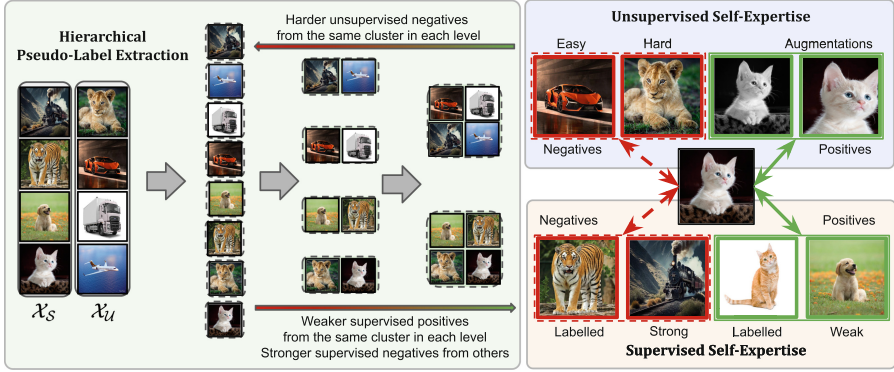 Hierarchical
Pseudo-Label Extraction
𝒳𝒮
𝒳𝒰
Harder unsupervised negatives
from the same cluster in each level
Weaker supervised positives
from the same cluster in each level
Stronger supervised negatives from others
Unsupervised Self-Expertise
Easy
Hard
Augmentations
Negatives
Positives
Negatives
Positives
Labelled
Strong
Labelled
Weak
Supervised Self-Expertise